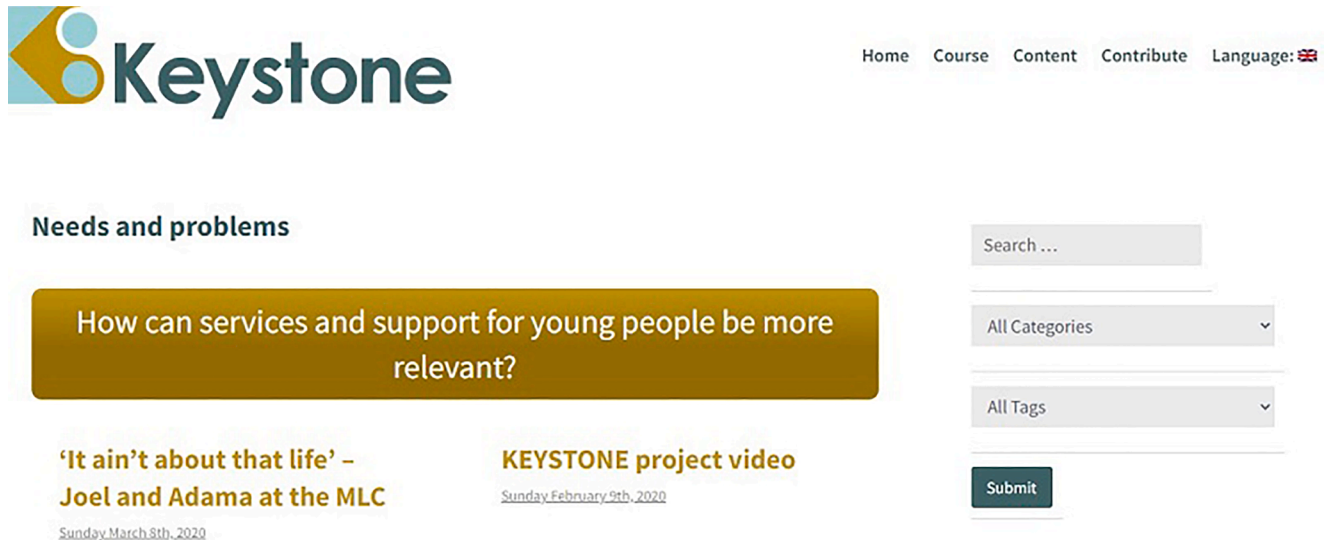 Keystone
Home Course Content Contribute Language:
Needs and problems
How can services and support for young people be more
relevant?
‘It ain’t about that life’ –
Joel and Adama at the MLC
Sunday March 8th, 2020
KEYSTONE project video
Sunday February 9th, 2020
Search …
All Categories
All Tags
Submit